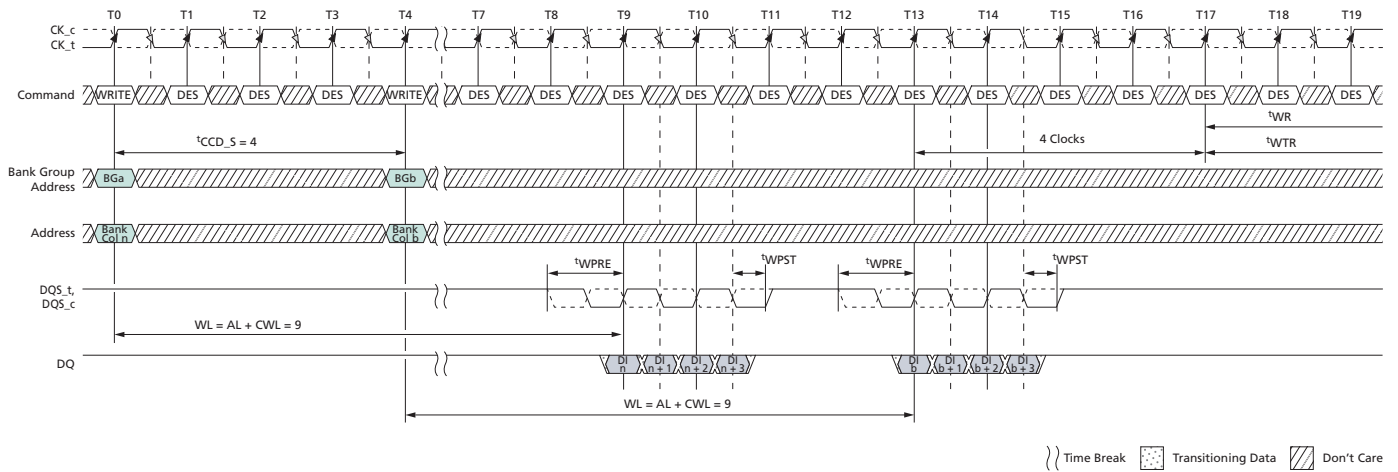 T0 T1 T2 T3 T4 T7 T8 T9 T10 T11 T12 T13 T14 T15 T16 T17 T18 T19
CK_c
CK_t
Command WRITE DES DES DES WRITE DES DES DES DES DES DES DES DES DES DES DES DES DES
tWR
tCCD_S = 4 4 Clocks tWTR
Bank Group
Address BGa BGb
Address Bank
Col n Bank
Col b
tWPRE tWPST tWPRE tWPST
DQS_t,
DQS_c
WL = AL + CWL = 9
DQ DI
n DI
n + 1 DI
n + 2 DI
n + 3 DI
b DI
b + 1 DI
b + 2 DI
b + 3
WL = AL + CWL = 9
Time Break Transitioning Data Don't Care